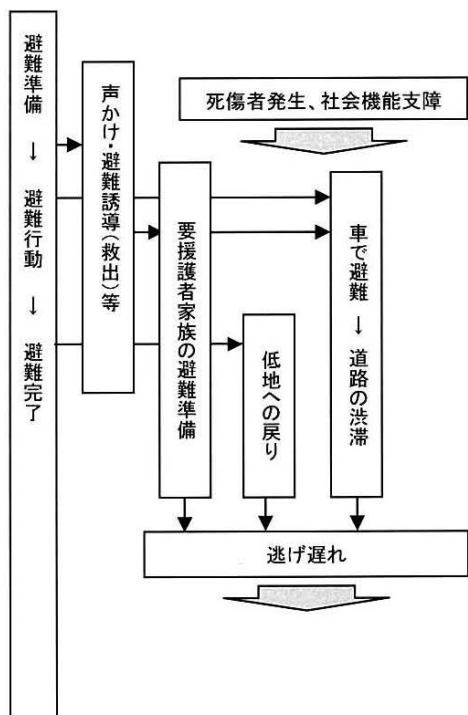 避難準備 → 避難行動 → 避難完了
声かけ・避難誘導(救出)等
死傷者発生、社会機能支障
要援護者家族の避難準備
低地への戻り
車で避難 → 道路の渋滞
逃げ遅れ